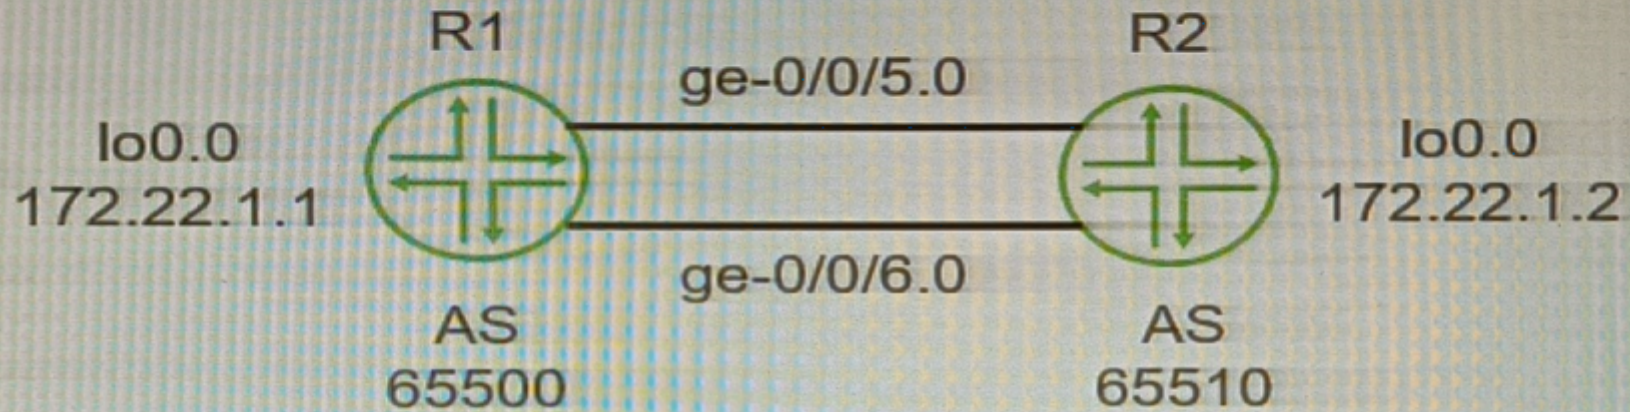 R1
R2
ge-0/0/5.0
lo0.0
172.22.1.1
lo0.0
172.22.1.2
ge-0/0/6.0
AS
65500
AS
65510